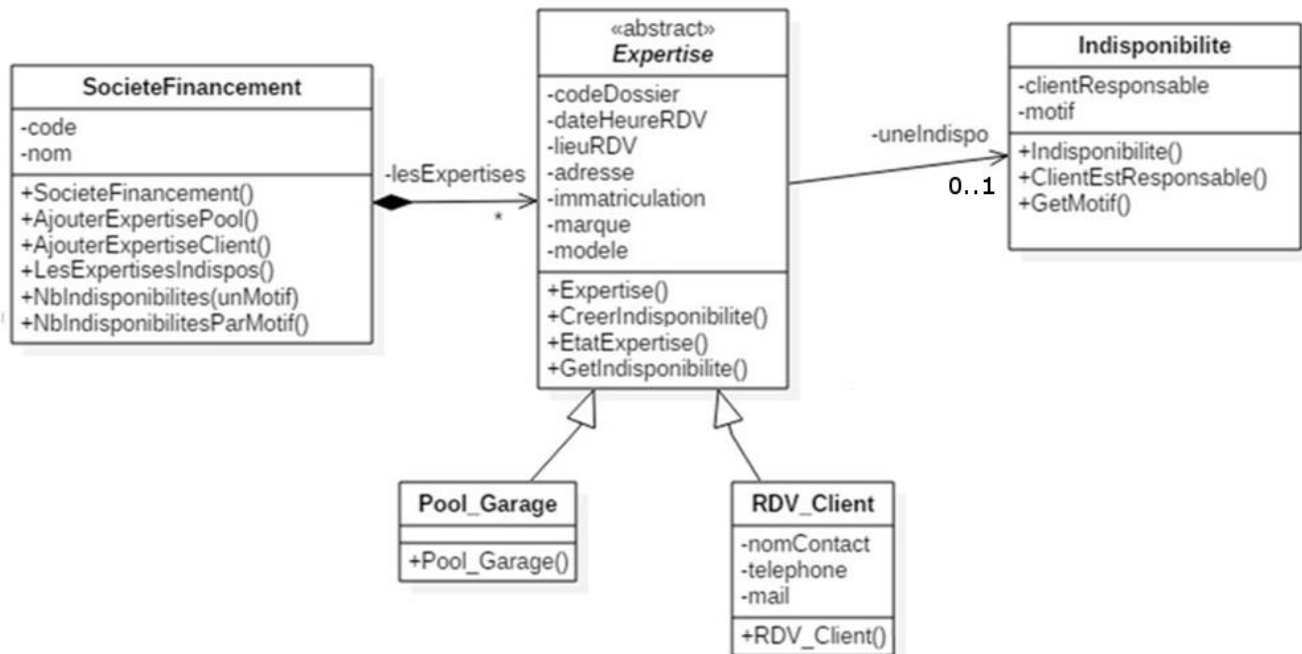 SocieteFinancement
-code
-nom
+SocieteFinancement()
+AjouterExpertisePool()
+AjouterExpertiseClient()
+LesExpertisesIndispos()
+NbIndisponibilites(unMotif)
+NbIndisponibilitesParMotif()
-lesExpertises
*
«abstract»
Expertise
-codeDossier
-dateHeureRDV
-lieuRDV
-adresse
-immatriculation
-marque
-modele
+Expertise()
+CreerIndisponibilite()
+EtatExpertise()
+GetIndisponibilite()
-uneIndispo
0..1
Indisponibilite
-clientResponsable
-motif
+Indisponibilite()
+ClientEstResponsable()
+GetMotif()
Pool_Garage
+Pool_Garage()
RDV_Client
-nomContact
-telephone
-mail
+RDV_Client()